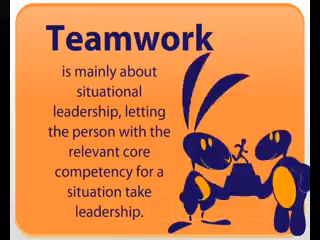 Teamwork
is mainly about
situational
leadership, letting
the person with the
relevant core
competency for a
situation take
leadership.